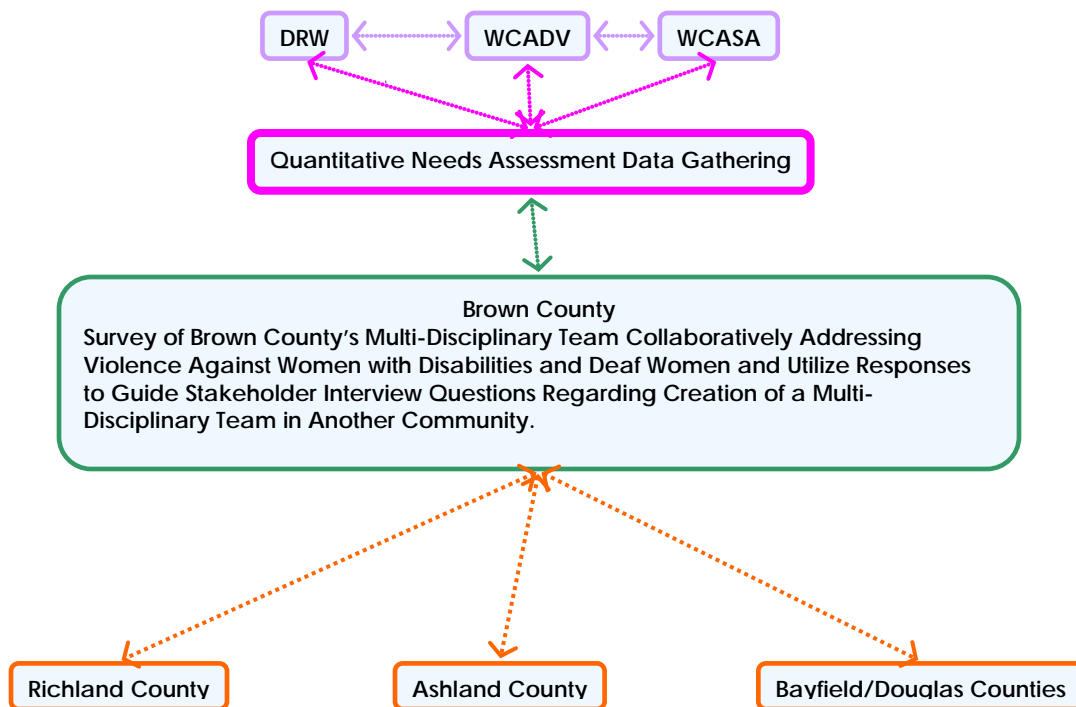 DRW WCADV WCASA
Quantitative Needs Assessment Data Gathering
Brown County
Survey of Brown County’s Multi-Disciplinary Team Collaboratively Addressing
Violence Against Women with Disabilities and Deaf Women and Utilize Responses
to Guide Stakeholder Interview Questions Regarding Creation of a Multi-
Disciplinary Team in Another Community.
Richland County Ashland County Bayfield/Douglas Counties